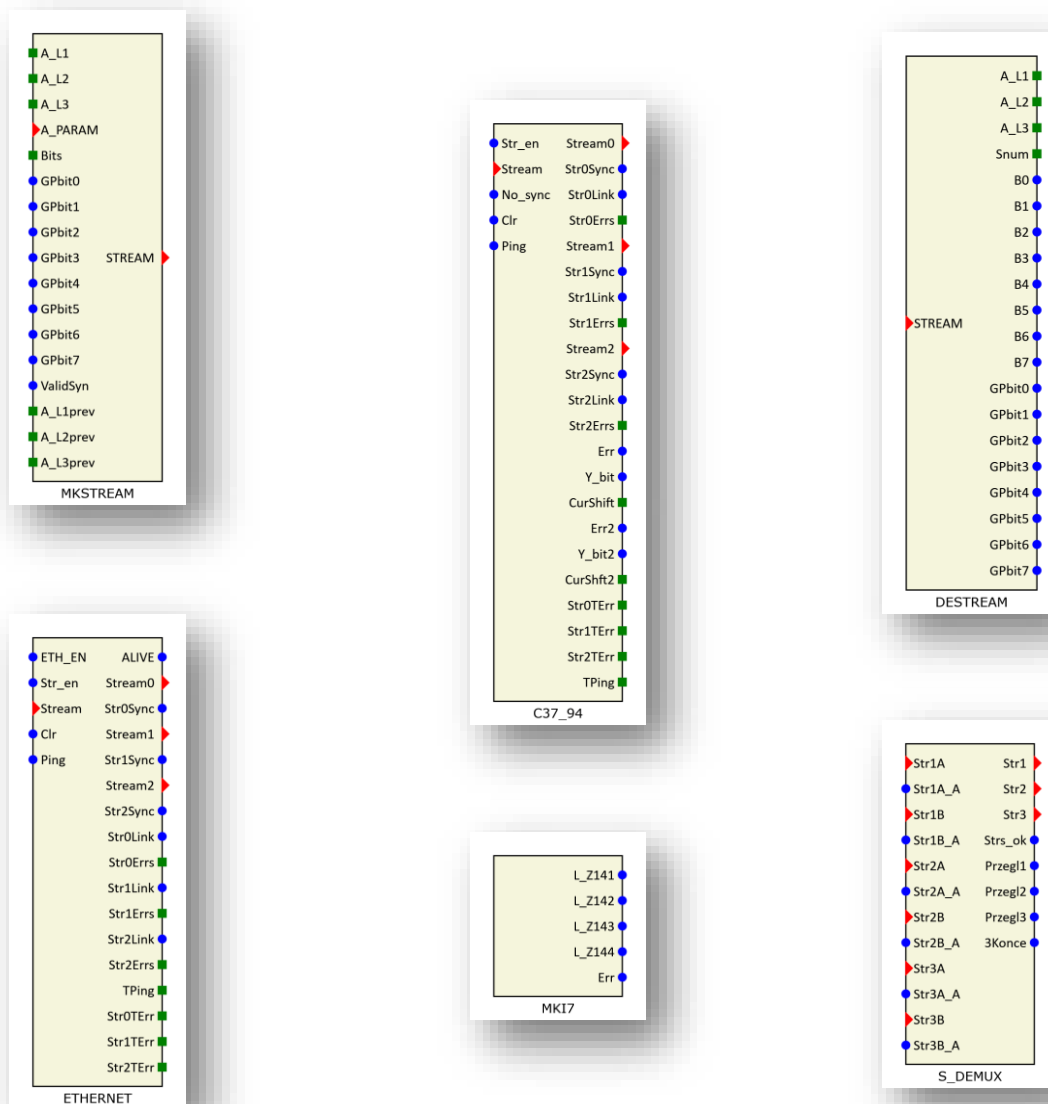 A_L1
A_L2
A_L3
A_PARAM
Bits
GPbit0
GPbit1
GPbit2
GPbit3 STREAM
GPbit4
GPbit5
GPbit6
GPbit7
ValidSyn
A_L1prev
A_L2prev
A_L3prev
MKSTREAM
Str_en Stream0
Stream Str0Sync
No_sync Str0Link
Clr Str0Errs
Ping Stream1
Str1Sync
Str1Link
Str1Errs
Stream2
Str2Sync
Str2Link
Str2Errs
Err
Y_bit
CurShift
Err2
Y_bit2
CurShft2
Str0TErr
Str1TErr
Str2TErr
TPing
C37_94
A_L1
A_L2
A_L3
Snum
B0
B1
B2
B3
B4
B5
STREAM
B6
B7
GPbit0
GPbit1
GPbit2
GPbit3
GPbit4
GPbit5
GPbit6
GPbit7
DESTREAM
ETH_EN ALIVE
Str_en Stream0
Stream Str0Sync
Clr Stream1
Ping Str1Sync
Stream2
Str2Sync
Str0Link
Str0Errs
Str1Link
Str1Errs
Str2Link
Str2Errs
TPing
Str0TErr
Str1TErr
Str2TErr
ETHERNET
L_Z141
L_Z142
L_Z143
L_Z144
Err
MKI7
Str1A Str1
Str1A_A Str2
Str1B Str3
Str1B_A Strs_ok
Str2A Przegl1
Str2A_A Przegl2
Str2B Przegl3
Str2B_A 3Konce
Str3A
Str3A_A
Str3B
Str3B_A
S_DEMUX